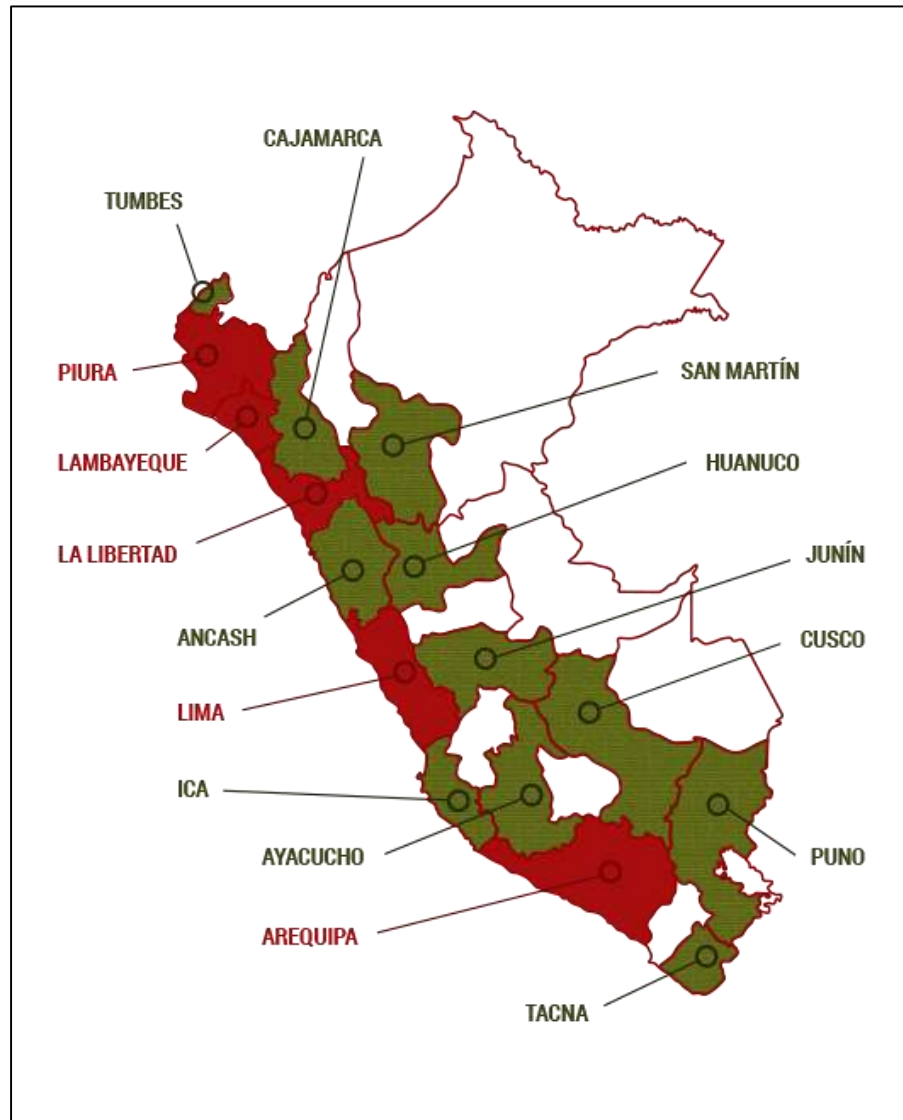 CAJAMARCA
TUMBES
PIURA
SAN MARTÍN
LAMBAYEQUE
HUANUCO
LA LIBERTAD
JUNÍN
ANCASH
CUSCO
LIMA
ICA
AYACUCHO
PUNO
AREQUIPA
TACNA